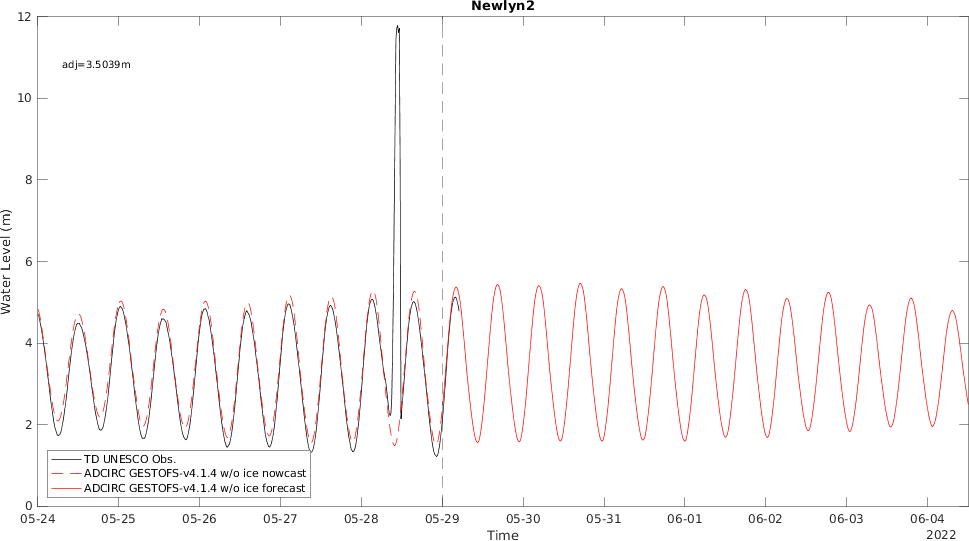 Newlyn2
12
10
8
6
4
2
0
Water Level (m)
adj=3.5039m
TD UNESCO Obs.
ADCIRC GESTOFS-v4.1.4 w/o ice nowcast
ADCIRC GESTOFS-v4.1.4 w/o ice forecast
05-24 05-25 05-26 05-27 05-28 05-29 05-30 05-31 06-01 06-02 06-03 06-04
Time
2022